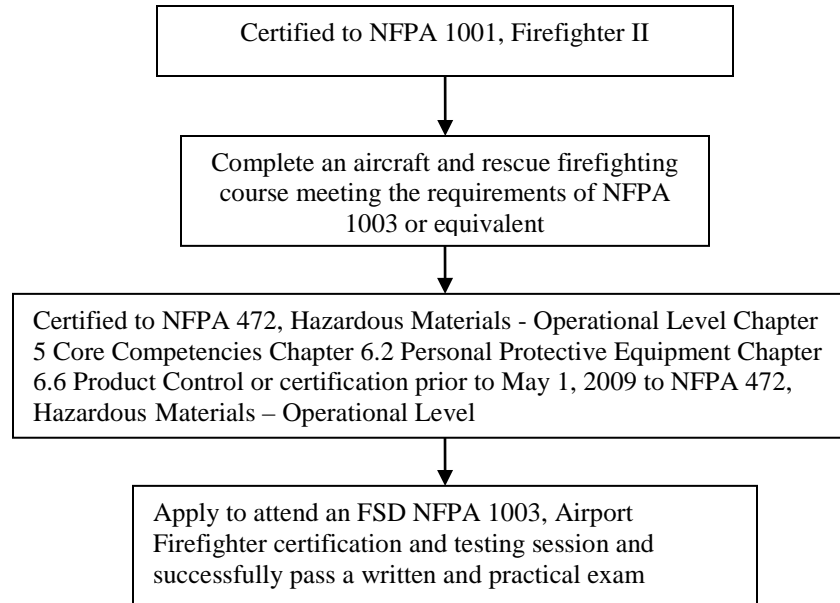 Certified to NFPA 1001, Firefighter II
Complete an aircraft and rescue firefighting
course meeting the requirements of NFPA
1003 or equivalent
Certified to NFPA 472, Hazardous Materials - Operational Level Chapter
5 Core Competencies Chapter 6.2 Personal Protective Equipment Chapter
6.6 Product Control or certification prior to May 1, 2009 to NFPA 472,
Hazardous Materials – Operational Level
Apply to attend an FSD NFPA 1003, Airport
Firefighter certification and testing session and
successfully pass a written and practical exam